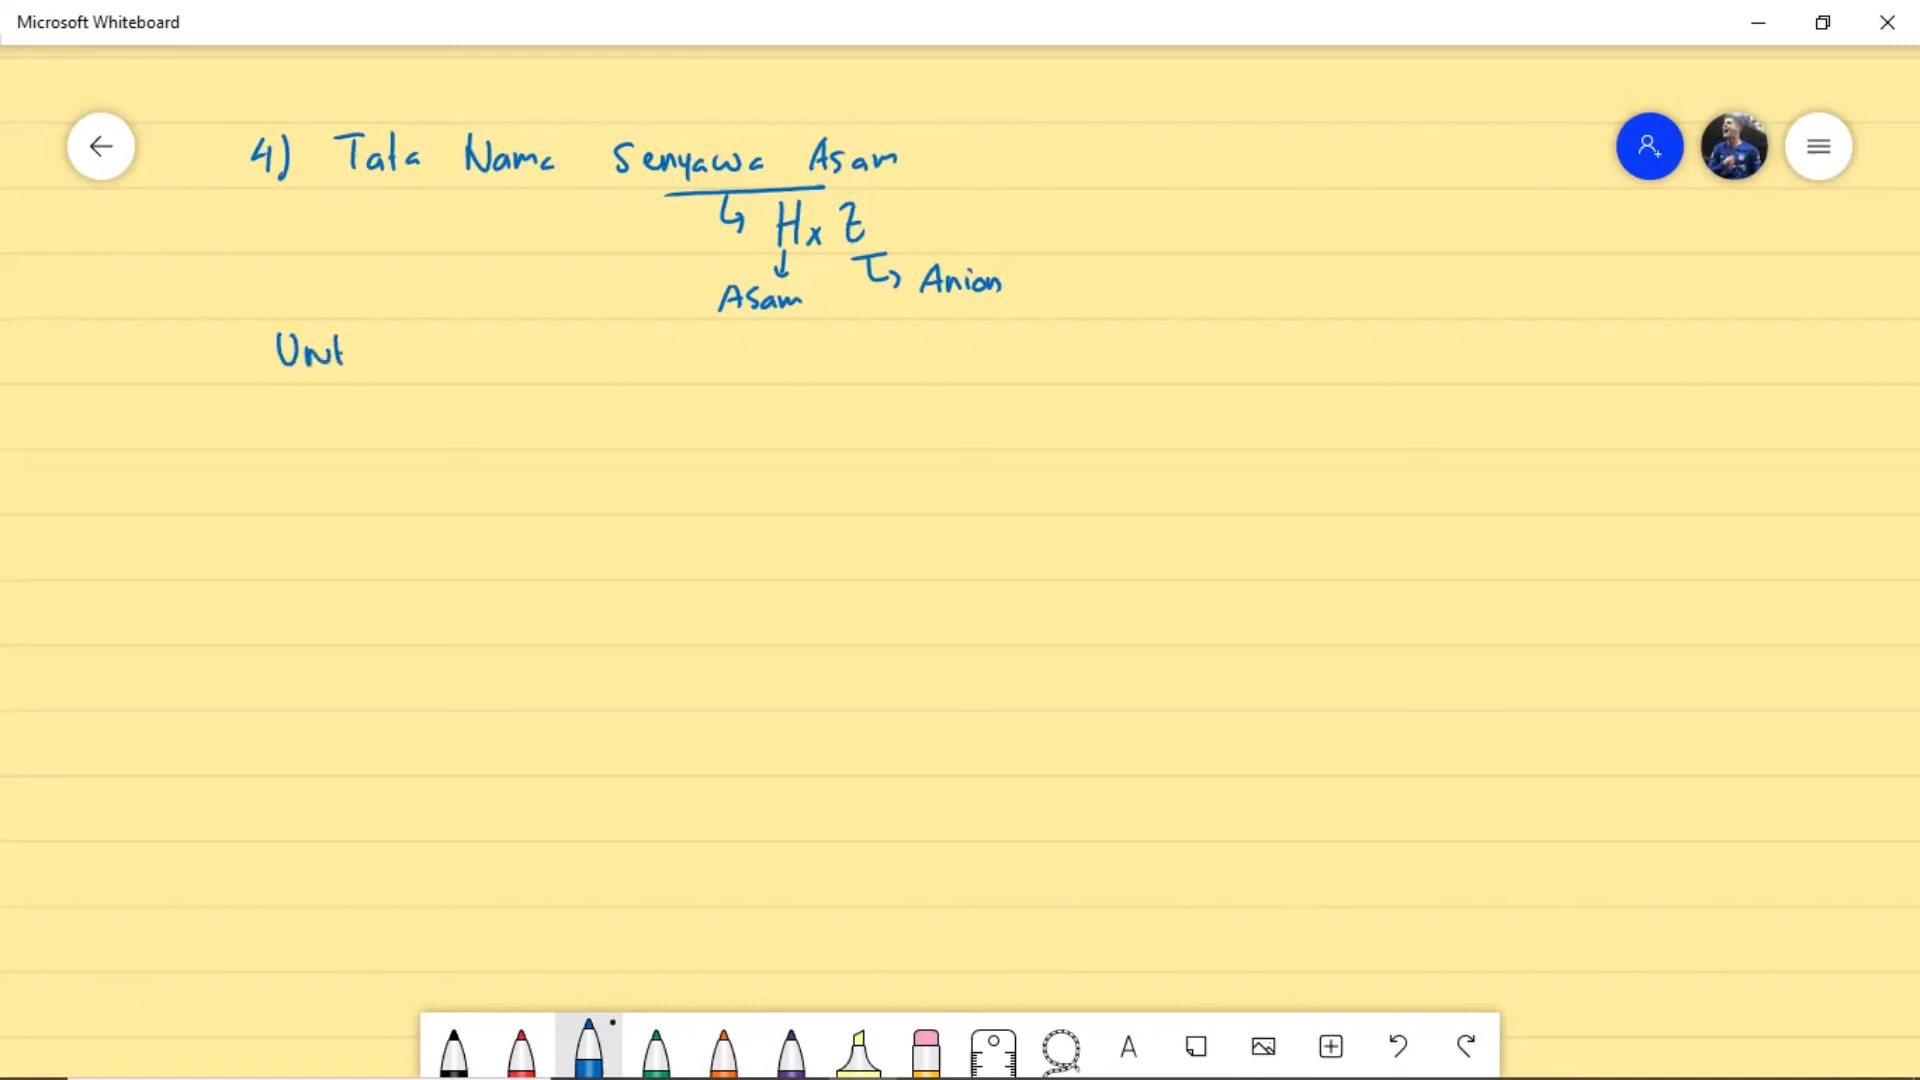 Microsoft Whiteboard
4) Tata Nama Senyawa Asam
↳ Hx Z
Asam
Anion
Unt
A